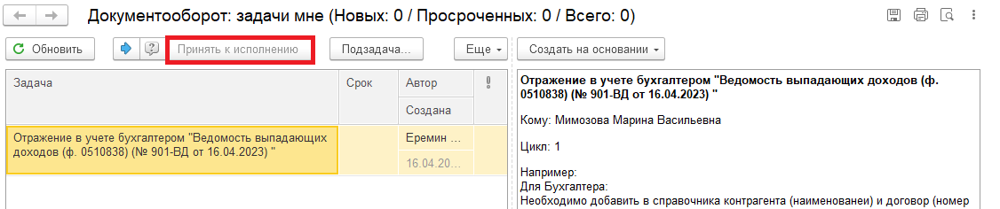 Документооборот: задачи мне (Новых: 0 / Просроченных: 0 / Всего: 0)
Обновить
Принять к исполнению
Подзадача...
Еще
Создать на основании
Задача
Срок
Автор
Создана
Отражение в учете бухгалтером "Ведомость выпадающих
доходов (ф. 0510838) (№ 901-ВД от 16.04.2023) "
Еремин ...
16.04.20...
Отражение в учете бухгалтером "Ведомость выпадающих доходов (ф.
0510838) (№ 901-ВД от 16.04.2023) "
Кому: Мимозова Марина Васильевна
Цикл: 1
Например:
Для Бухгалтера:
Необходимо добавить в справочника контрагента (наименованеи) и договор (номер